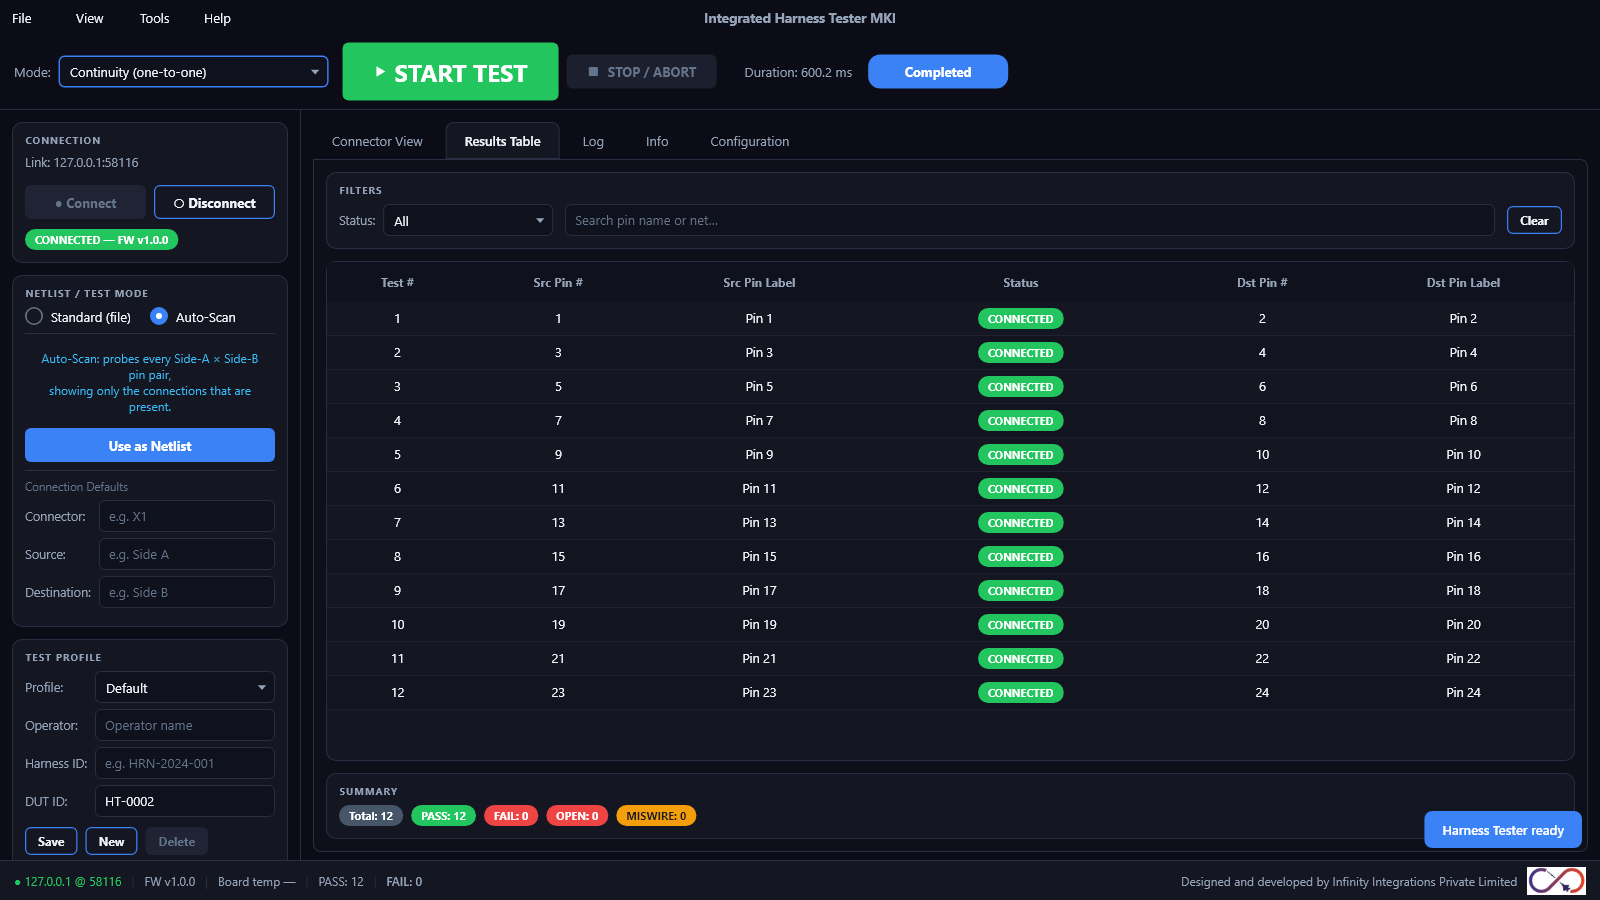 File View Tools Help
Integrated Harness Tester MKI
Mode: Continuity (one-to-one) START TEST STOP / ABORT Duration: 600.2 ms Completed
CONNECTION
Link: 127.0.0.1:58116
Connect Disconnect
CONNECTED — FW v1.0.0
NETLIST / TEST MODE
Standard (file) Auto-Scan
Auto-Scan: probes every Side-A × Side-B
pin pair,
showing only the connections that are
present.
Use as Netlist
Connection Defaults
Connector: e.g. X1
Source: e.g. Side A
Destination: e.g. Side B
TEST PROFILE
Profile: Default
Operator: Operator name
Harness ID: e.g. HRN-2024-001
DUT ID: HT-0002
Save New Delete
Connector View Results Table Log Info Configuration
FILTERS
Status: All Search pin name or net... Clear
Test # Src Pin # Src Pin Label Status Dst Pin # Dst Pin Label
1 1 Pin 1 CONNECTED 2 Pin 2
2 3 Pin 3 CONNECTED 4 Pin 4
3 5 Pin 5 CONNECTED 6 Pin 6
4 7 Pin 7 CONNECTED 8 Pin 8
5 9 Pin 9 CONNECTED 10 Pin 10
6 11 Pin 11 CONNECTED 12 Pin 12
7 13 Pin 13 CONNECTED 14 Pin 14
8 15 Pin 15 CONNECTED 16 Pin 16
9 17 Pin 17 CONNECTED 18 Pin 18
10 19 Pin 19 CONNECTED 20 Pin 20
11 21 Pin 21 CONNECTED 22 Pin 22
12 23 Pin 23 CONNECTED 24 Pin 24
SUMMARY
Total: 12 PASS: 12 FAIL: 0 OPEN: 0 MISWIRE: 0
Harness Tester ready
127.0.0.1 @ 58116 FW v1.0.0 Board temp — PASS: 12 FAIL: 0
Designed and developed by Infinity Integrations Private Limited